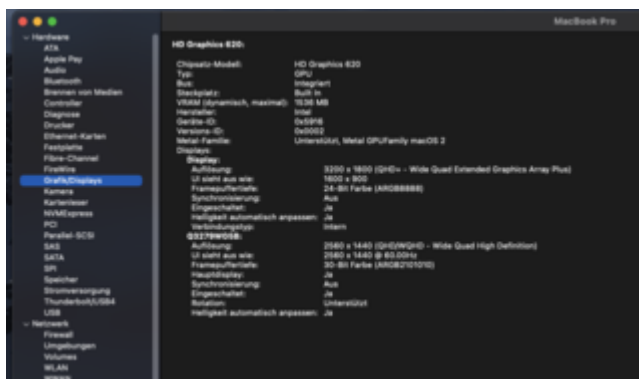 MacBook Pro
Hardware
ATA
Apple Pay
Audio
Bluetooth
Brennen von Medien
Controller
Diagnose
Drucker
Ethernet-Karten
Festplatte
Fibre-Channel
FireWire
Grafik/Displays
Kamera
Kartenleser
NVMExpress
PCI
Parallel-SCSI
SAS
SATA
SPI
Speicher
Stromversorgung
Thunderbolt/USB4
USB
Netzwerk
Firewall
Umgebungen
Volumes
WLAN
HD Graphics 620:
Chipsatz-Modell: HD Graphics 620
Typ: GPU
Bus: Integriert
Steckplatz: Built In
VRAM (dynamisch, maximal): 1536 MB
Hersteller: Intel
Geräte-ID: 0x5916
Versions-ID: 0x0002
Metal-Familie: Unterstützt, Metal GPUFamily macOS 2
Displays:
Display:
Auflösung: 3200 x 1800 (QHD+ - Wide Quad Extended Graphics Array Plus)
UI sieht aus wie: 1600 x 900
Framepuffertiefe: 24-Bit Farbe (ARGB8888)
Synchronisierung: Aus
Eingeschaltet: Ja
Helligkeit automatisch anpassen: Ja
Verbindungstyp: Intern
Q3279WG5B:
Auflösung: 2560 x 1440 (QHD/WQHD - Wide Quad High Definition)
UI sieht aus wie: 2560 x 1440 @ 60.00Hz
Framepuffertiefe: 30-Bit Farbe (ARGB2101010)
Hauptdisplay: Ja
Synchronisierung: Aus
Eingeschaltet: Ja
Rotation: Unterstützt
Helligkeit automatisch anpassen: Ja